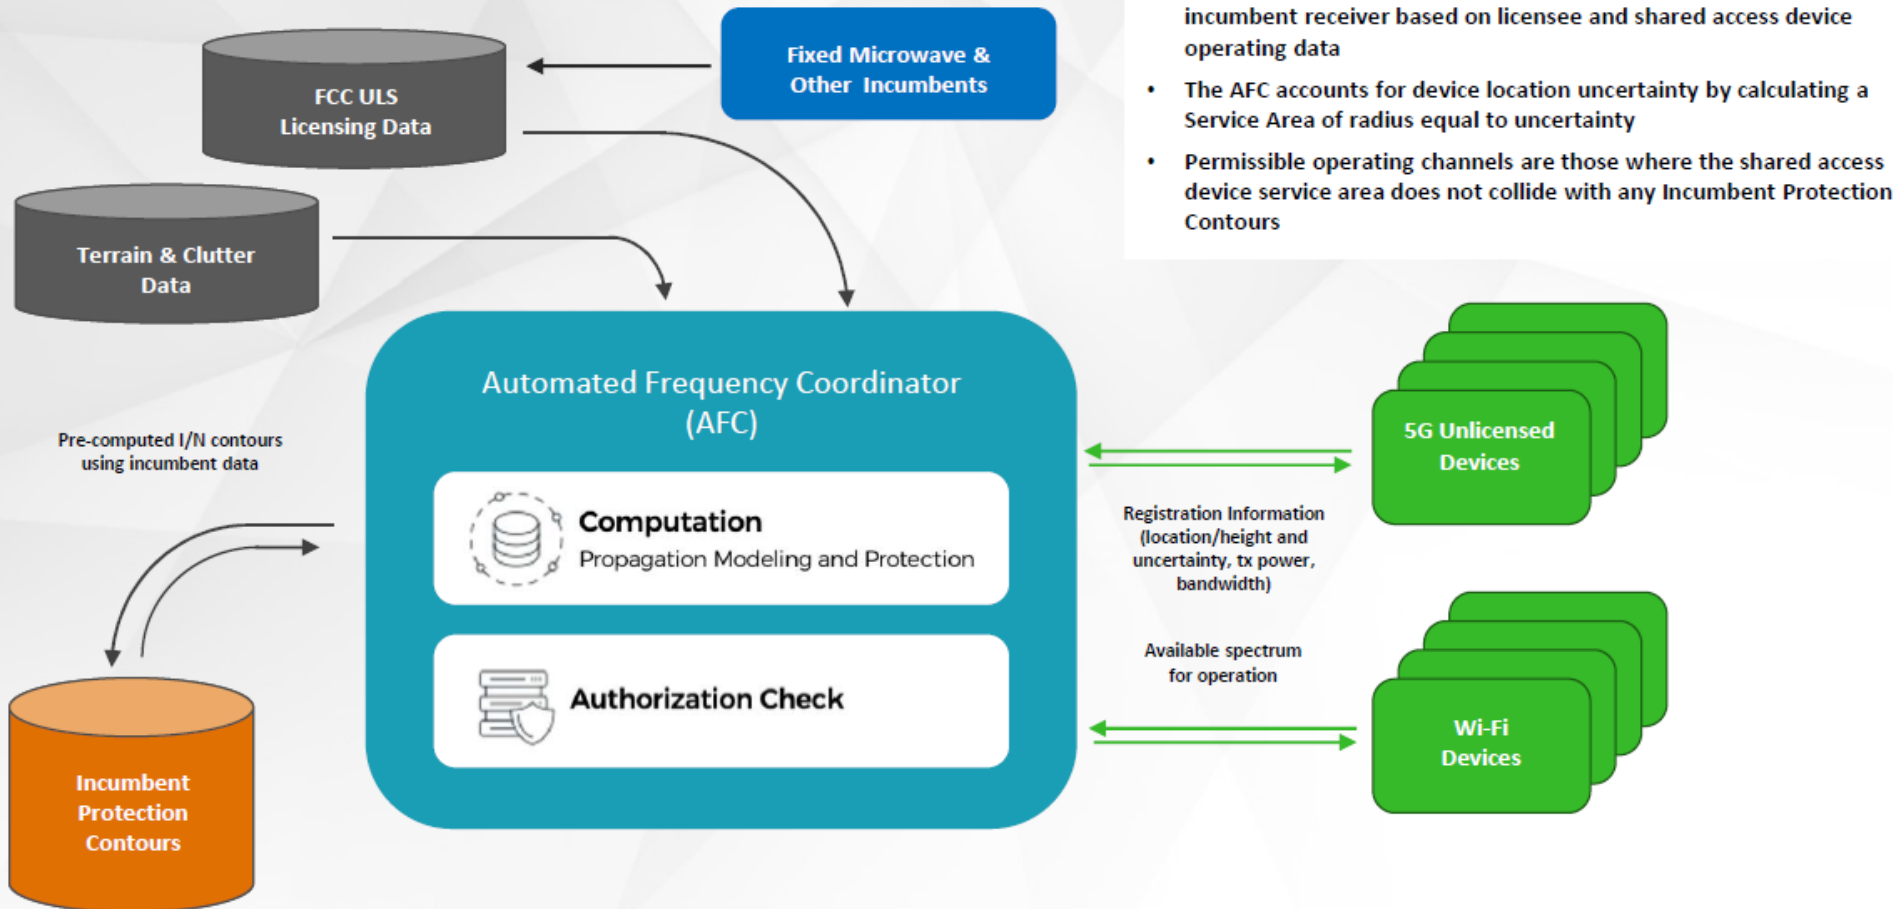 incumbent receiver based on licensee and shared access device
operating data
• The AFC accounts for device location uncertainty by calculating a
Service Area of radius equal to uncertainty
• Permissible operating channels are those where the shared access
device service area does not collide with any Incumbent Protection
Contours
Fixed Microwave &
Other Incumbents
FCC ULS
Licensing Data
Terrain & Clutter
Data
Automated Frequency Coordinator
(AFC)
Pre-computed I/N contours
using incumbent data
Computation
Propagation Modeling and Protection
Authorization Check
Incumbent
Protection
Contours
5G Unlicensed
Devices
Registration Information
(location/height and
uncertainty, tx power,
bandwidth)
Available spectrum
for operation
Wi-Fi
Devices